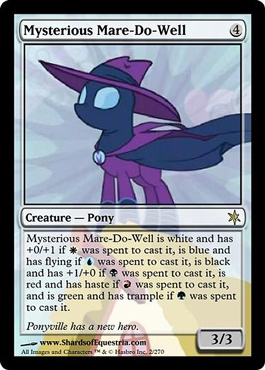 Mysterious Mare-Do-Well 4
Creature — Pony
Mysterious Mare-Do-Well is white and has
+0/+1 if was spent to cast it, is blue and
has flying if was spent to cast it, is black
and has +1/+0 if was spent to cast it, is
red and has haste if was spent to cast it,
and is green and has trample if was spent
to cast it.
Ponyville has a new hero.
3/3
www.ShardsofEquestria.com
All Images and Characters ™ & © Hasbro Inc. 2/270